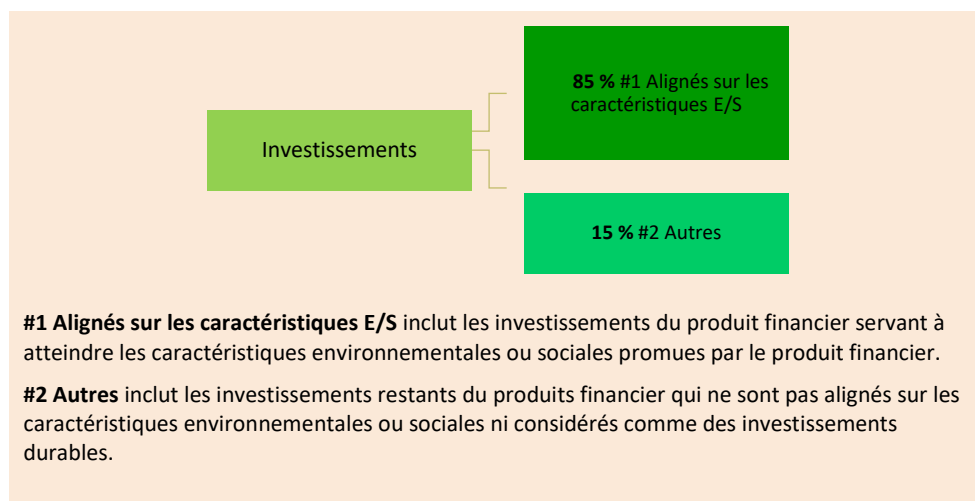 85 % #1 Alignés sur les
caractéristiques E/S
Investissements
15 % #2 Autres
#1 Alignés sur les caractéristiques E/S inclut les investissements du produit financier servant à
atteindre les caractéristiques environnementales ou sociales promues par le produit financier.
#2 Autres inclut les investissements restants du produits financier qui ne sont pas alignés sur les
caractéristiques environnementales ou sociales ni considérés comme des investissements
durables.